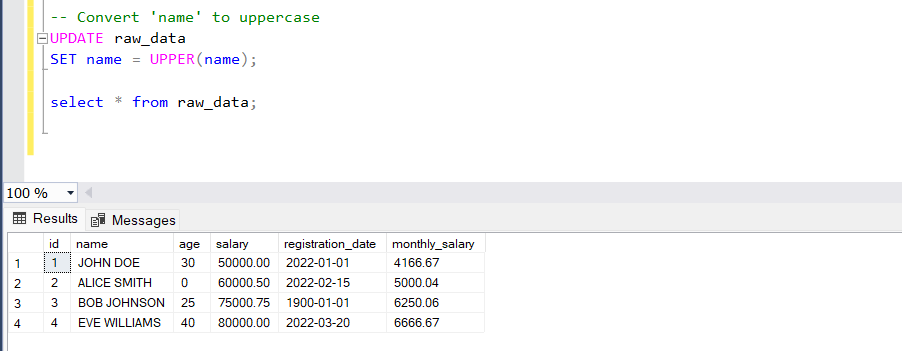 -- Convert 'name' to uppercase
UPDATE raw_data
SET name = UPPER(name);
select * from raw_data;
100 %
Results Messages
id name age salary registration_date monthly_salary
1 1 JOHN DOE 30 50000.00 2022-01-01 4166.67
2 2 ALICE SMITH 0 60000.50 2022-02-15 5000.04
3 3 BOB JOHNSON 25 75000.75 1900-01-01 6250.06
4 4 EVE WILLIAMS 40 80000.00 2022-03-20 6666.67